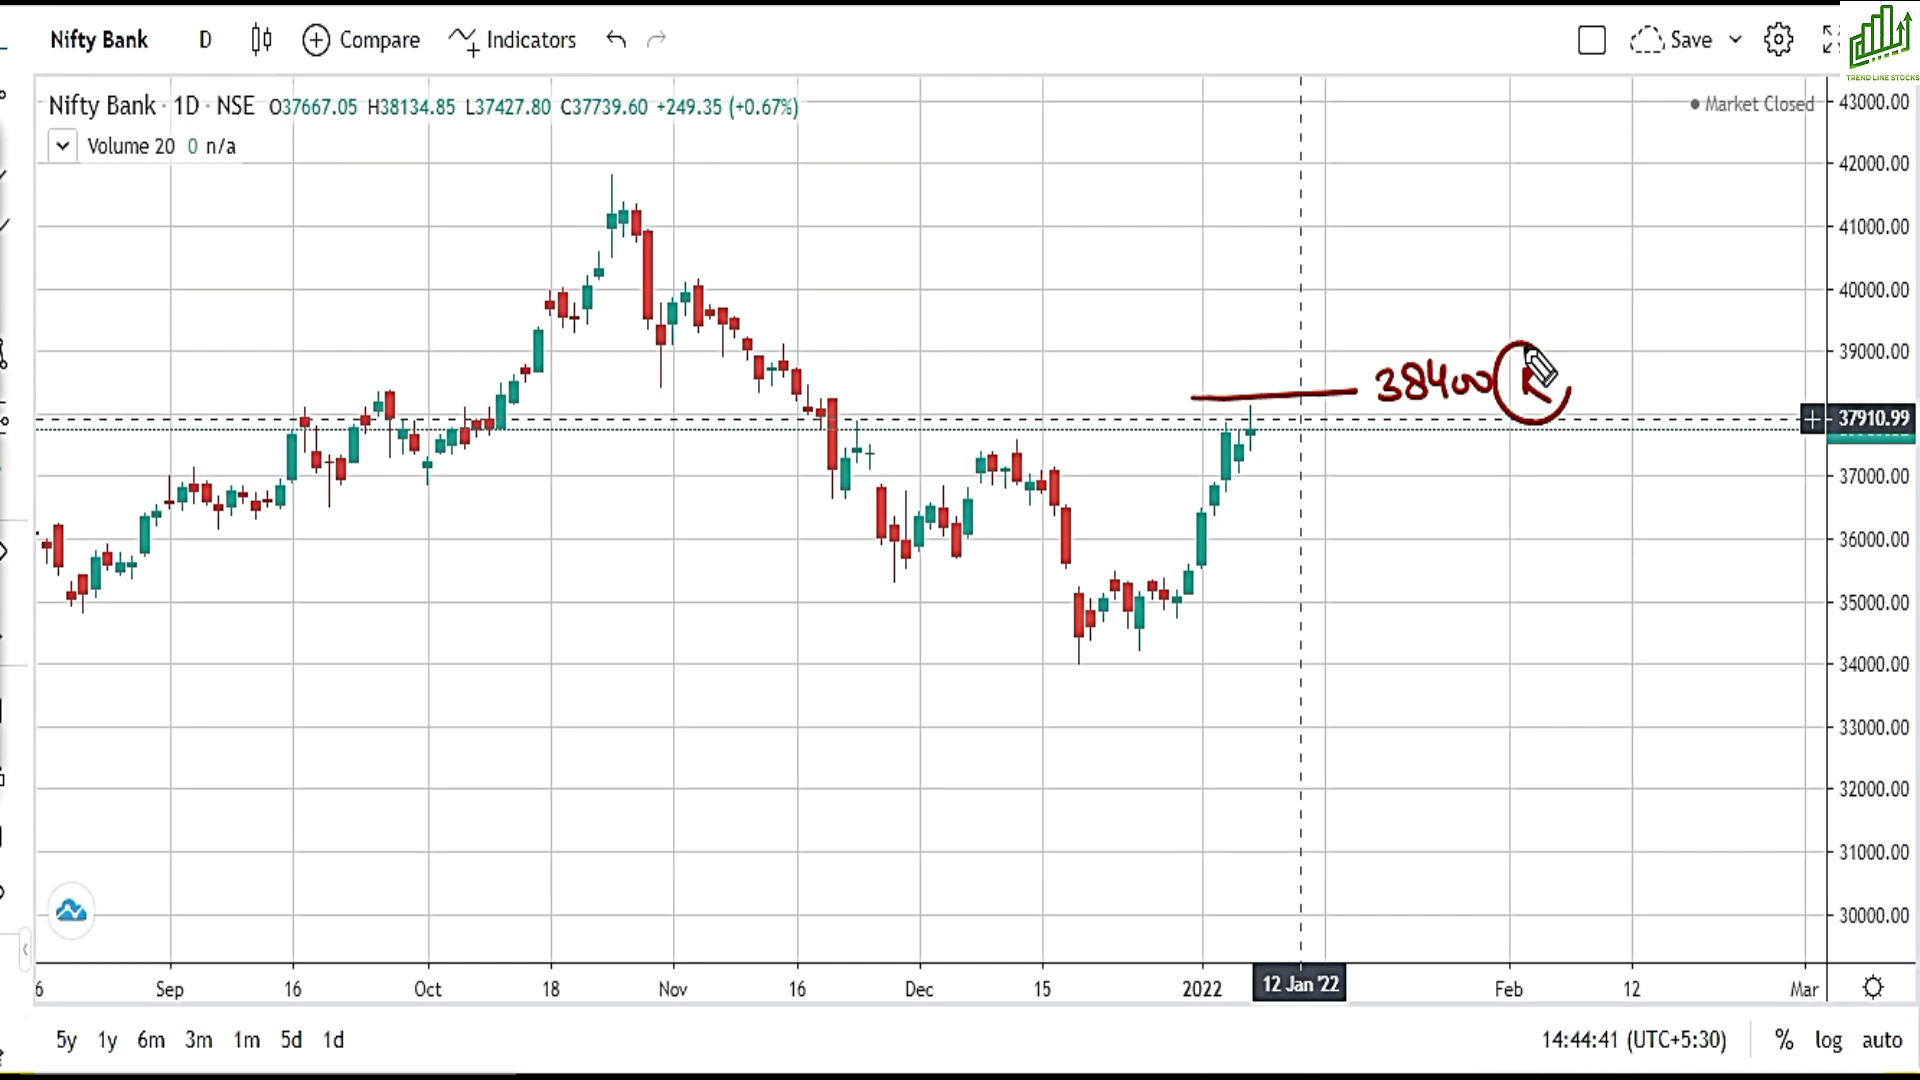 Nifty Bank D Compare Indicators Save
TREND LINE STOCKS
Nifty Bank · 1D · NSE O37667.05 H38134.85 L37427.80 C37739.60 +249.35 (+0.67%)
Market Closed
Volume 20 0 n/a
43000.00
42000.00
41000.00
40000.00
39000.00
38400 R
37910.99
37000.00
36000.00
35000.00
34000.00
33000.00
32000.00
31000.00
30000.00
6 Sep 16 Oct 18 Nov 16 Dec 15 2022 12 Jan '22 Feb 12 Mar
5y 1y 6m 3m 1m 5d 1d 14:44:41 (UTC+5:30) % log auto